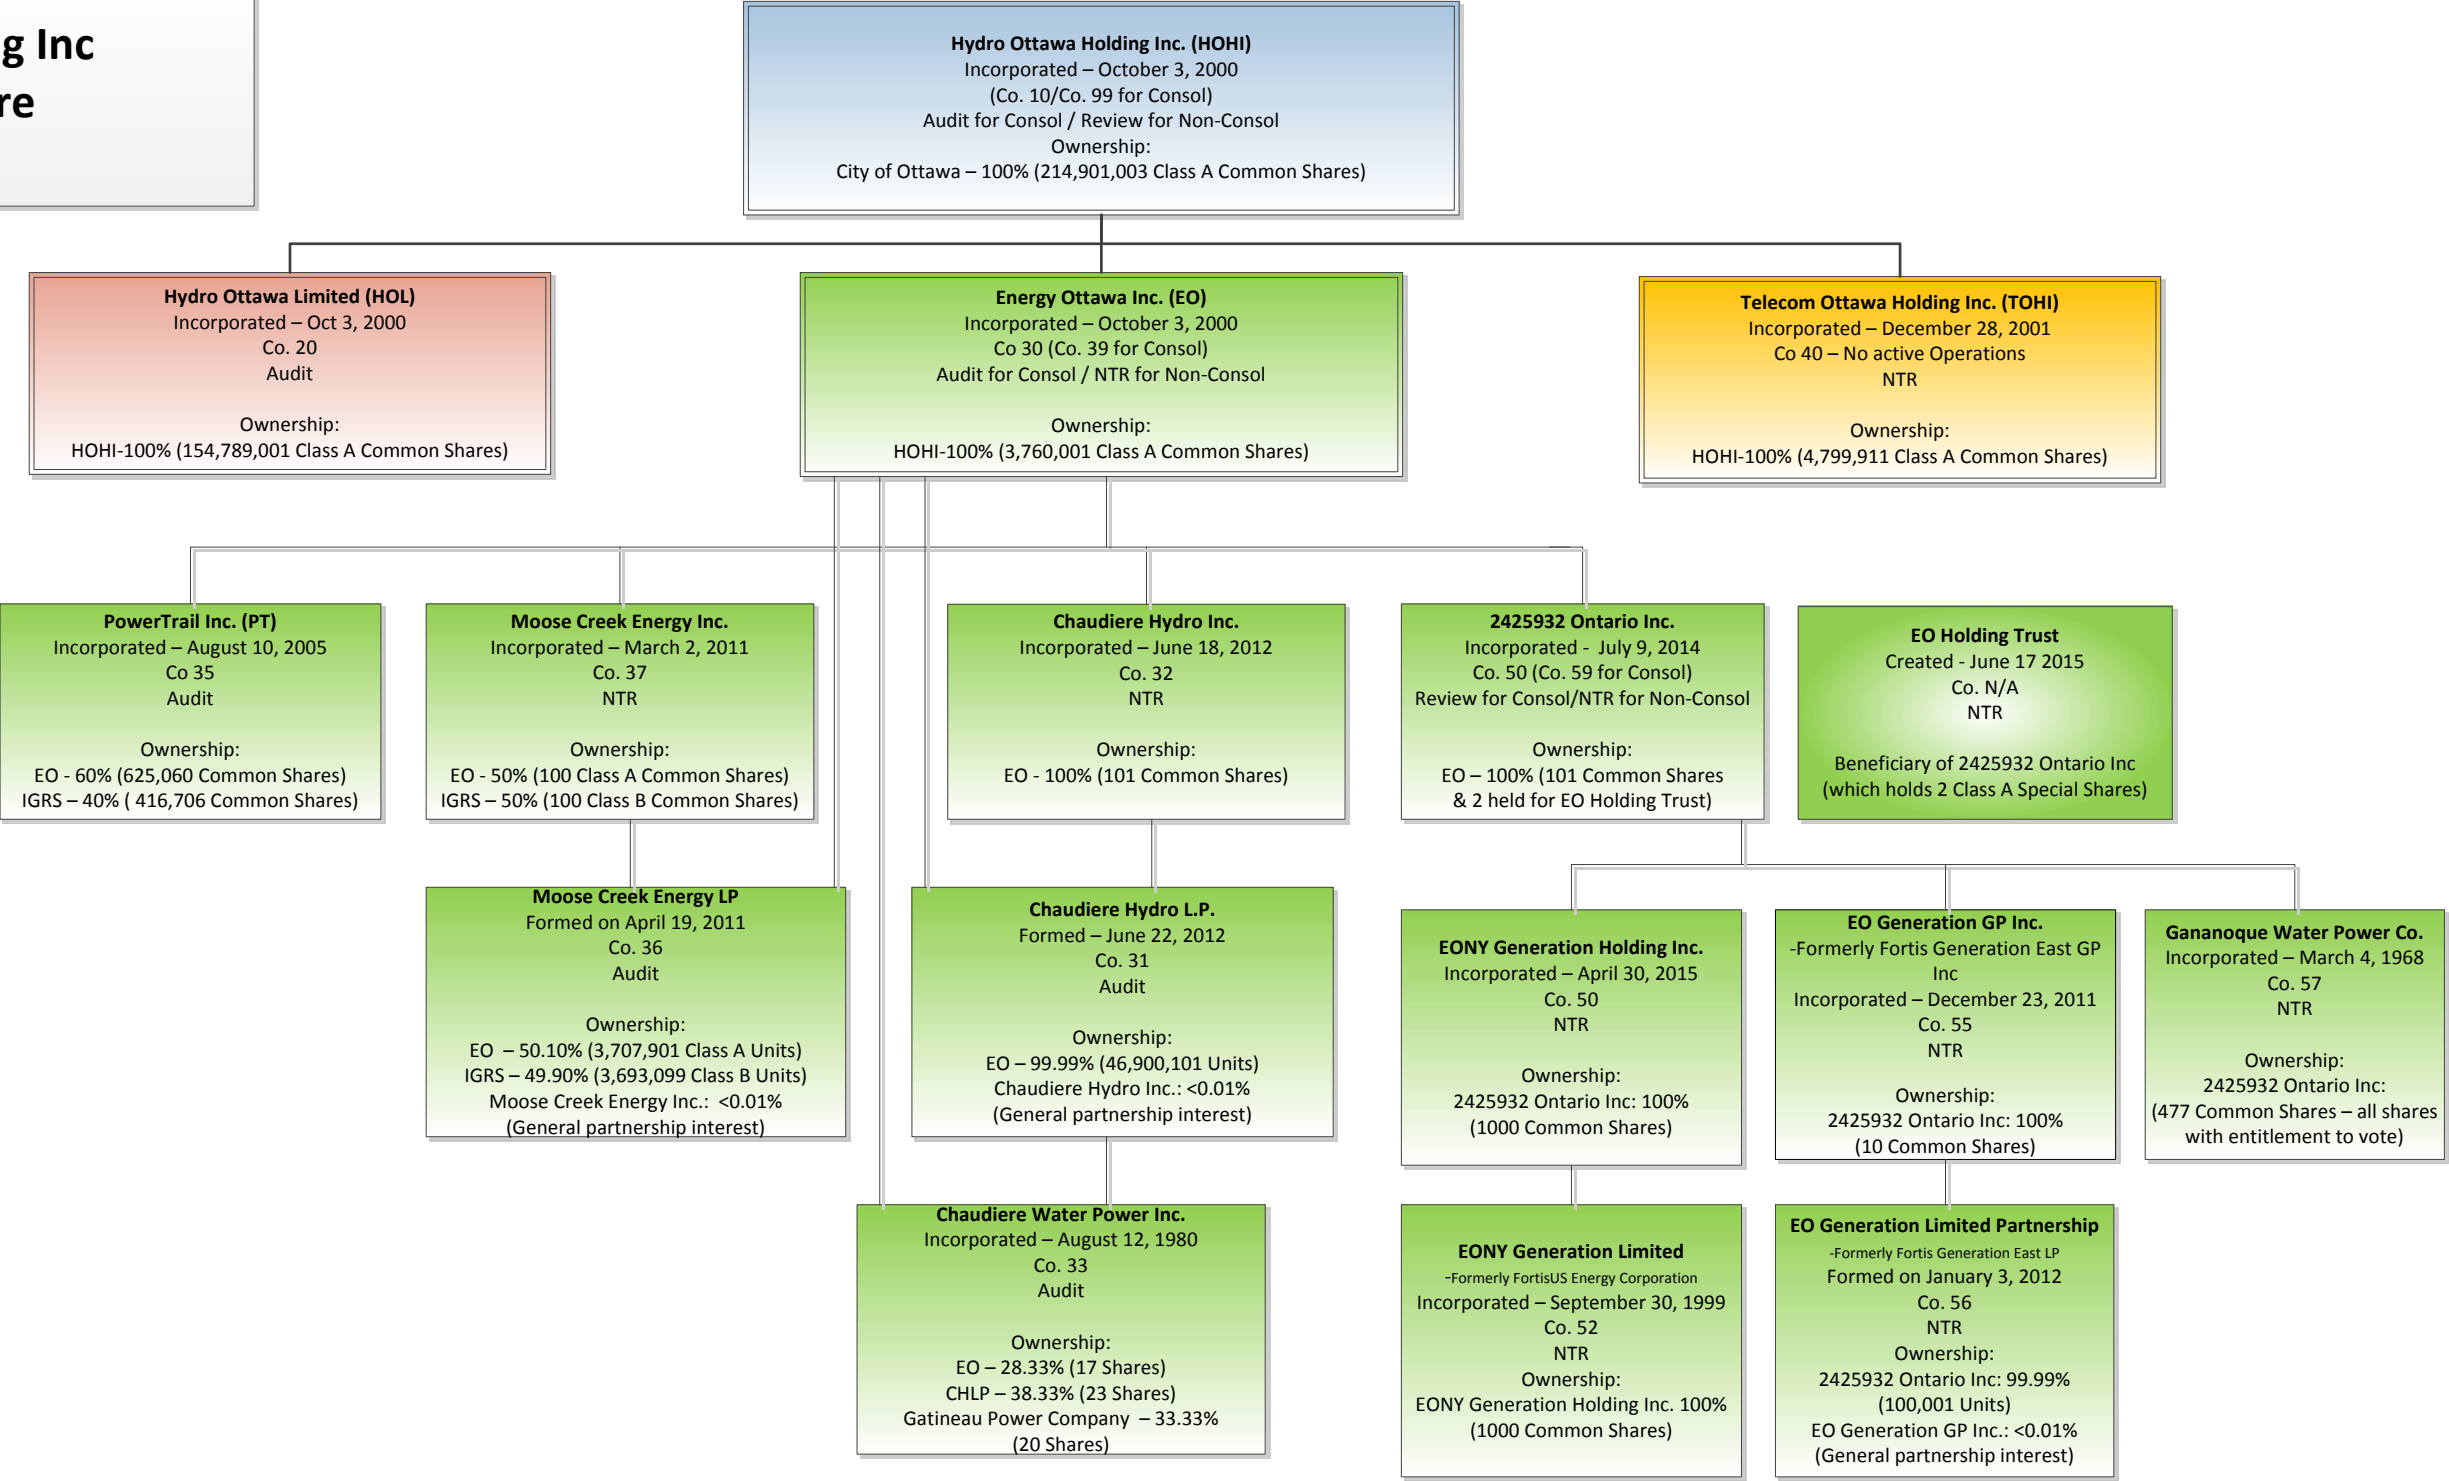 g Inc
re
Hydro Ottawa Holding Inc. (HOHI)
Incorporated – October 3, 2000
(Co. 10/Co. 99 for Consol)
Audit for Consol / Review for Non-Consol
Ownership:
City of Ottawa – 100% (214,901,003 Class A Common Shares)
Hydro Ottawa Limited (HOL)
Incorporated – Oct 3, 2000
Co. 20
Audit
Ownership:
HOHI-100% (154,789,001 Class A Common Shares)
Energy Ottawa Inc. (EO)
Incorporated – October 3, 2000
Co 30 (Co. 39 for Consol)
Audit for Consol / NTR for Non-Consol
Ownership:
HOHI-100% (3,760,001 Class A Common Shares)
Telecom Ottawa Holding Inc. (TOHI)
Incorporated – December 28, 2001
Co 40 – No active Operations
NTR
Ownership:
HOHI-100% (4,799,911 Class A Common Shares)
PowerTrail Inc. (PT)
Incorporated – August 10, 2005
Co 35
Audit
Ownership:
EO - 60% (625,060 Common Shares)
IGRS – 40% ( 416,706 Common Shares)
Moose Creek Energy Inc.
Incorporated – March 2, 2011
Co. 37
NTR
Ownership:
EO - 50% (100 Class A Common Shares)
IGRS – 50% (100 Class B Common Shares)
Chaudiere Hydro Inc.
Incorporated – June 18, 2012
Co. 32
NTR
Ownership:
EO - 100% (101 Common Shares)
2425932 Ontario Inc.
Incorporated - July 9, 2014
Co. 50 (Co. 59 for Consol)
Review for Consol/NTR for Non-Consol
Ownership:
EO – 100% (101 Common Shares
& 2 held for EO Holding Trust)
EO Holding Trust
Created - June 17 2015
Co. N/A
NTR
Beneficiary of 2425932 Ontario Inc
(which holds 2 Class A Special Shares)
Moose Creek Energy LP
Formed on April 19, 2011
Co. 36
Audit
Ownership:
EO – 50.10% (3,707,901 Class A Units)
IGRS – 49.90% (3,693,099 Class B Units)
Moose Creek Energy Inc.: <0.01%
(General partnership interest)
Chaudiere Hydro L.P.
Formed – June 22, 2012
Co. 31
Audit
Ownership:
EO – 99.99% (46,900,101 Units)
Chaudiere Hydro Inc.: <0.01%
(General partnership interest)
EONY Generation Holding Inc.
Incorporated – April 30, 2015
Co. 50
NTR
Ownership:
2425932 Ontario Inc: 100%
(1000 Common Shares)
EO Generation GP Inc.
-Formerly Fortis Generation East GP
Inc
Incorporated – December 23, 2011
Co. 55
NTR
Ownership:
2425932 Ontario Inc: 100%
(10 Common Shares)
Gananoque Water Power Co.
Incorporated – March 4, 1968
Co. 57
NTR
Ownership:
2425932 Ontario Inc:
(477 Common Shares – all shares
with entitlement to vote)
Chaudiere Water Power Inc.
Incorporated – August 12, 1980
Co. 33
Audit
Ownership:
EO – 28.33% (17 Shares)
CHLP – 38.33% (23 Shares)
Gatineau Power Company – 33.33%
(20 Shares)
EONY Generation Limited
-Formerly FortisUS Energy Corporation
Incorporated – September 30, 1999
Co. 52
NTR
Ownership:
EONY Generation Holding Inc. 100%
(1000 Common Shares)
EO Generation Limited Partnership
-Formerly Fortis Generation East LP
Formed on January 3, 2012
Co. 56
NTR
Ownership:
2425932 Ontario Inc: 99.99%
(100,001 Units)
EO Generation GP Inc.: <0.01%
(General partnership interest)